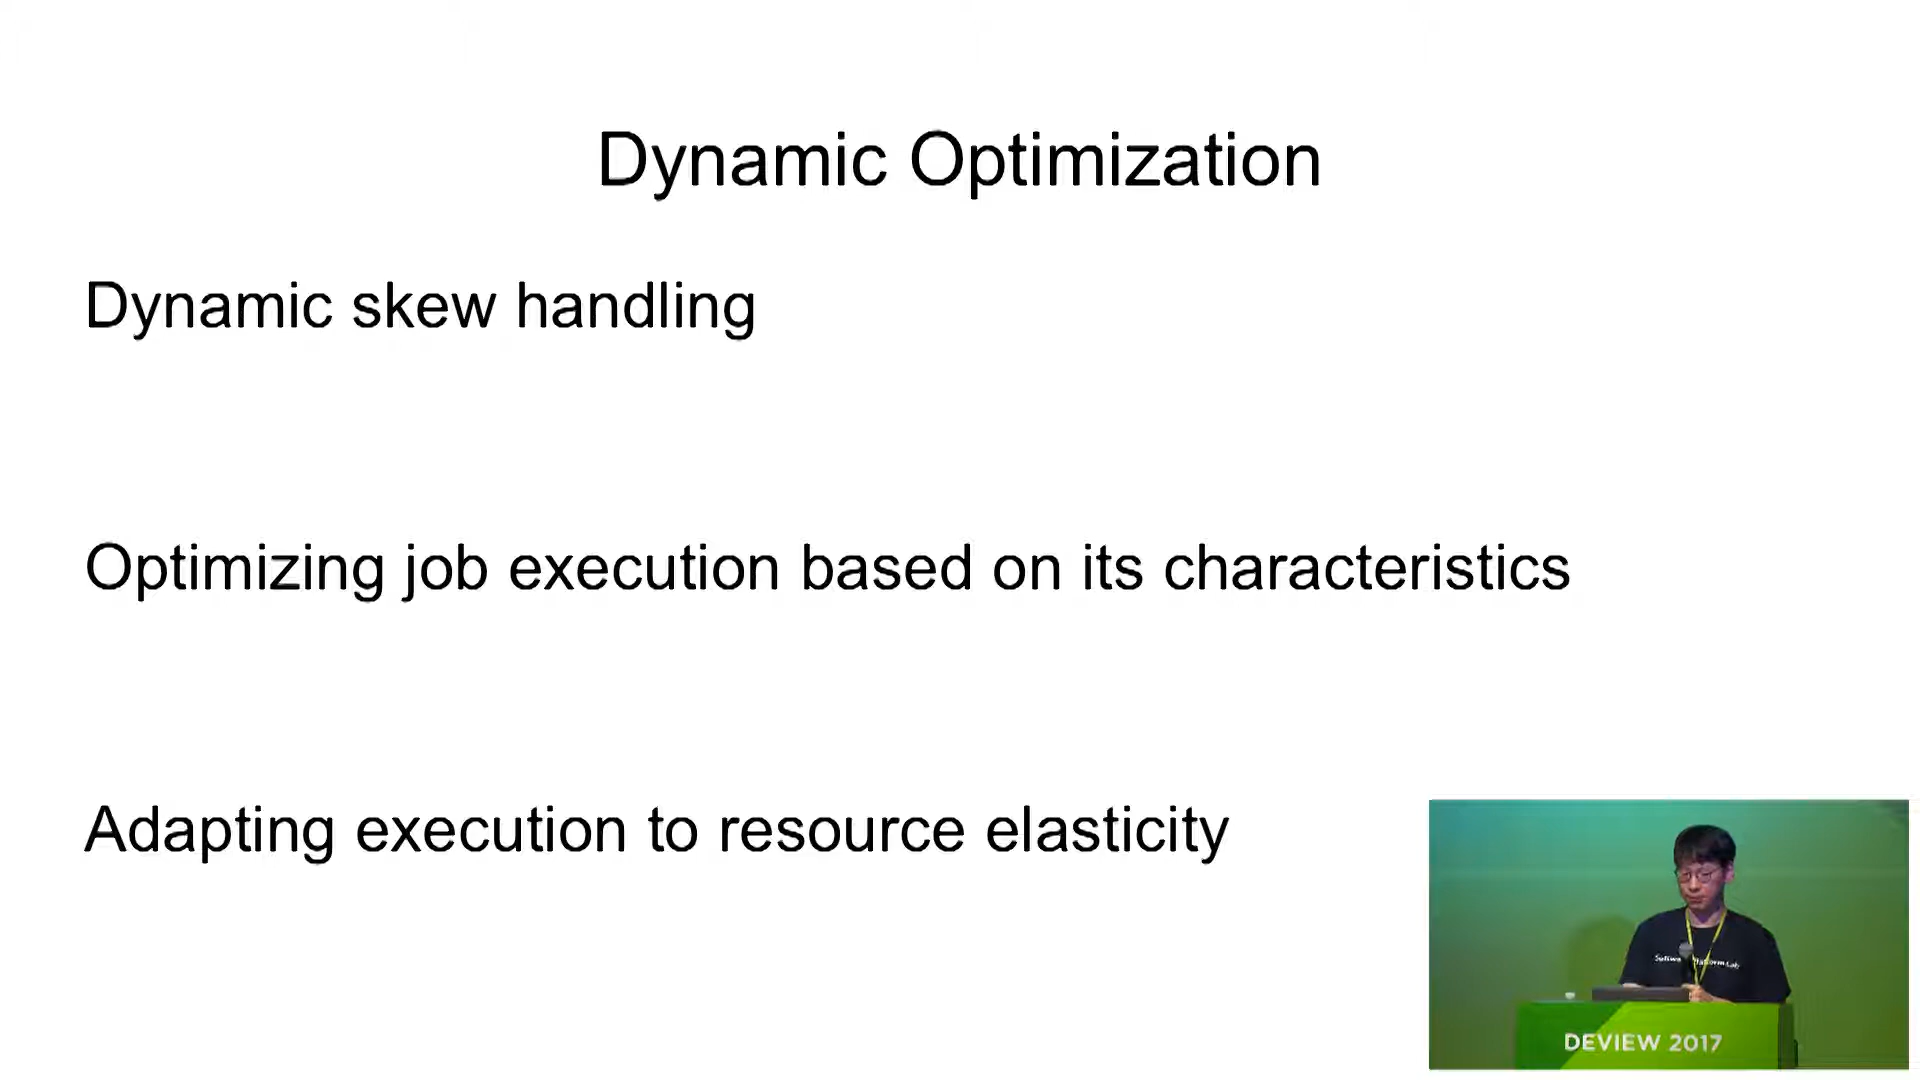 Dynamic Optimization
Dynamic skew handling
Optimizing job execution based on its characteristics
Adapting execution to resource elasticity
DEVIEW 2017